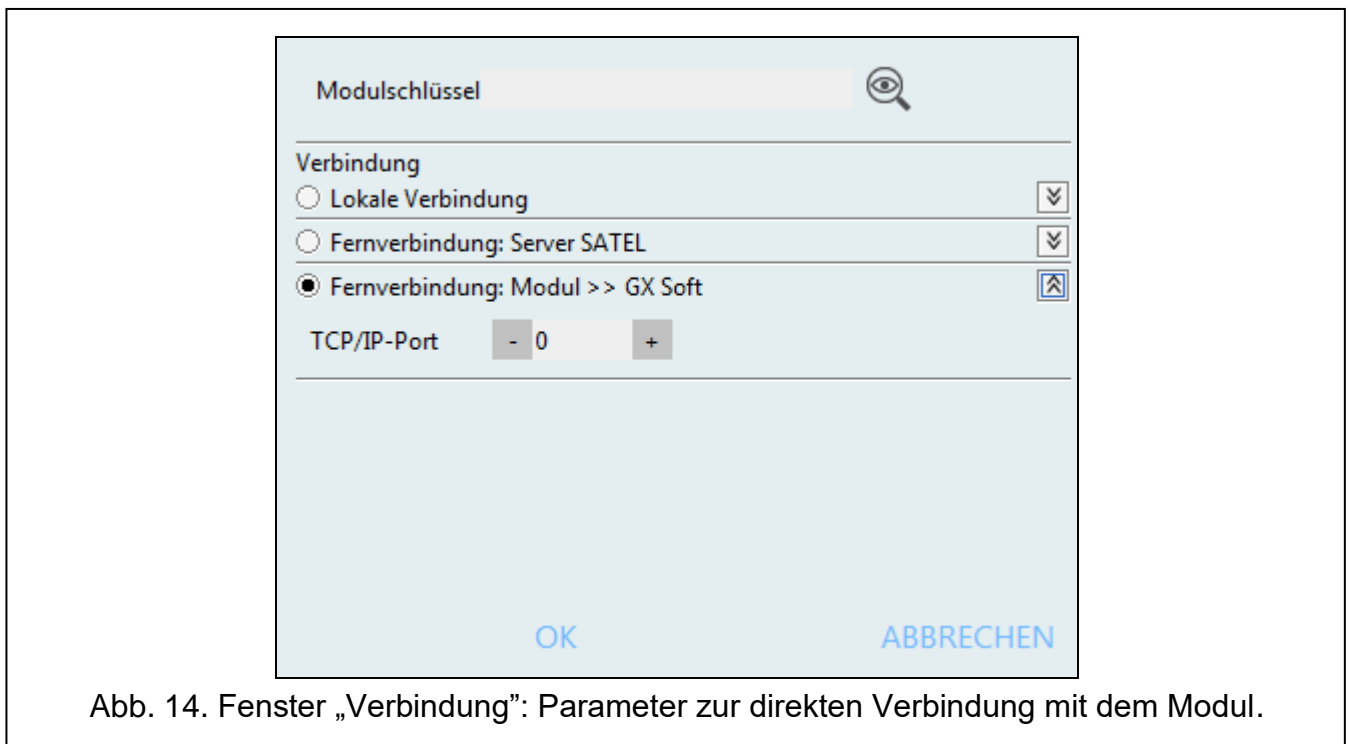 Modulschlüssel
Verbindung
Lokale Verbindung
Fernverbindung: Server SATEL
Fernverbindung: Modul >> GX Soft
TCP/IP-Port - 0 +
OK ABBRECHEN
Abb. 14. Fenster „Verbindung”: Parameter zur direkten Verbindung mit dem Modul.